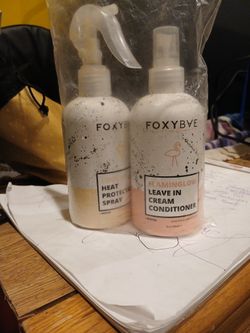 FOXYBAE
HEAT
PROTECT
SPRAY
FOXYBAE
FLAMINGLOW
LEAVE IN
CREAM
CONDITIONER